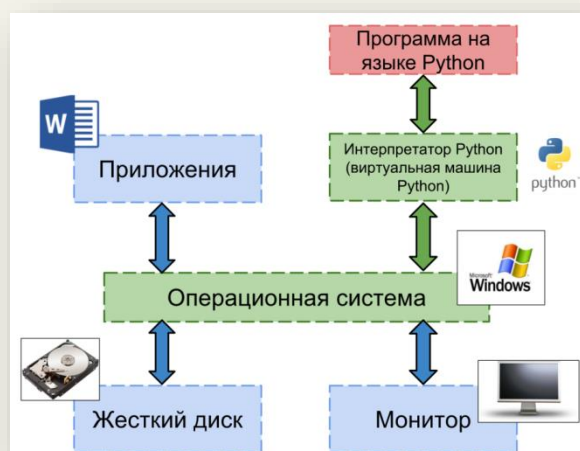 Программа на
языке Python
W
Приложения
Интерпретатор Python
(виртуальная машина
Python)
python
Операционная система
Microsoft
Windows
Жесткий диск
Монитор